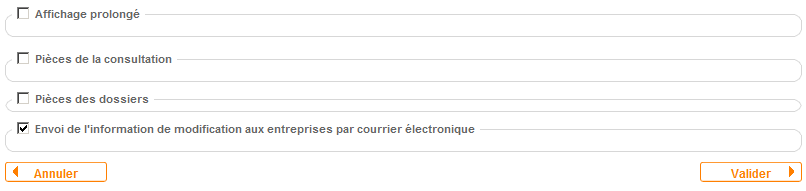 Affichage prolongé
Pièces de la consultation
Pièces des dossiers
Envoi de l'information de modification aux entreprises par courrier électronique
Annuler
Valider